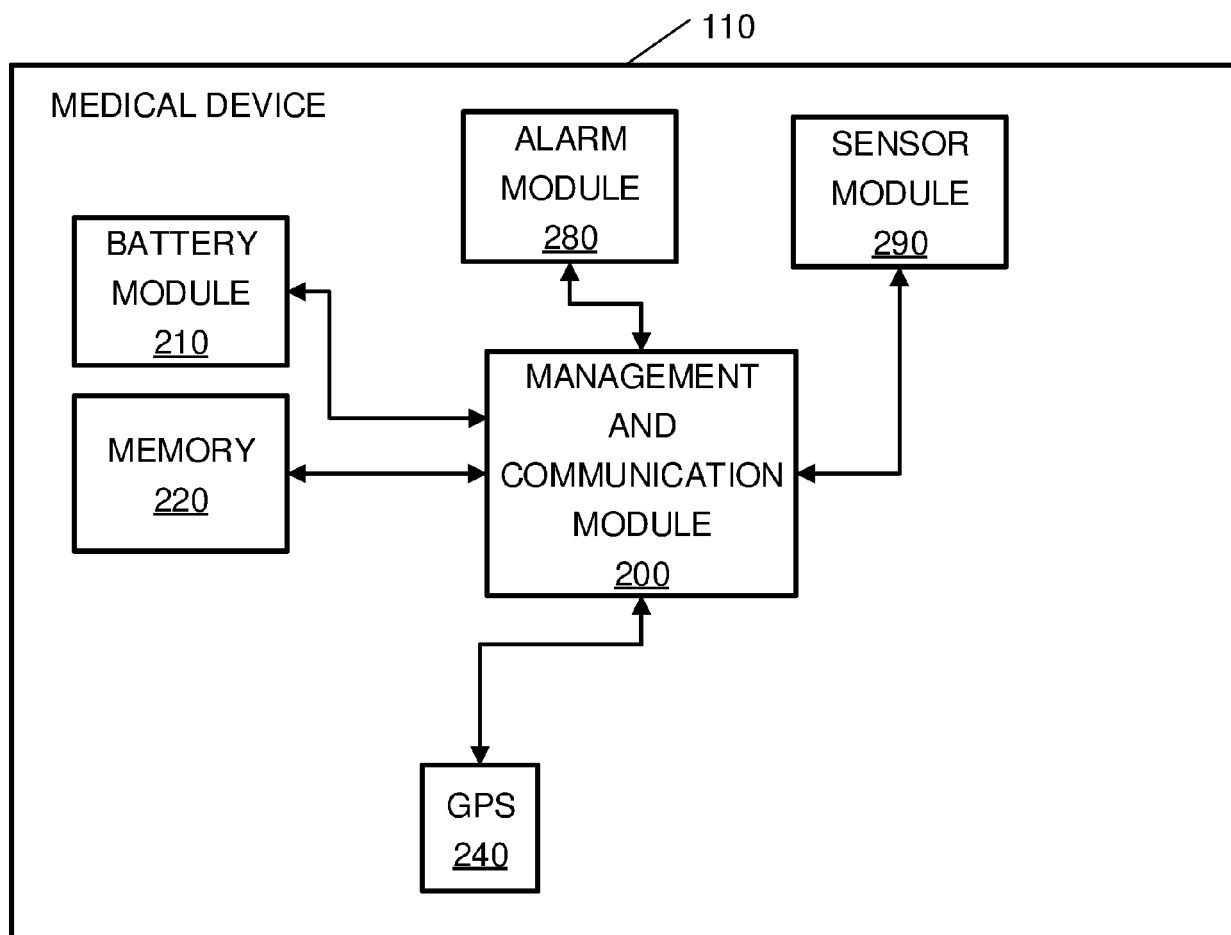 110
MEDICAL DEVICE
ALARM
MODULE
280
SENSOR
MODULE
290
BATTERY
MODULE
210
MEMORY
220
MANAGEMENT
AND
COMMUNICATION
MODULE
200
GPS
240